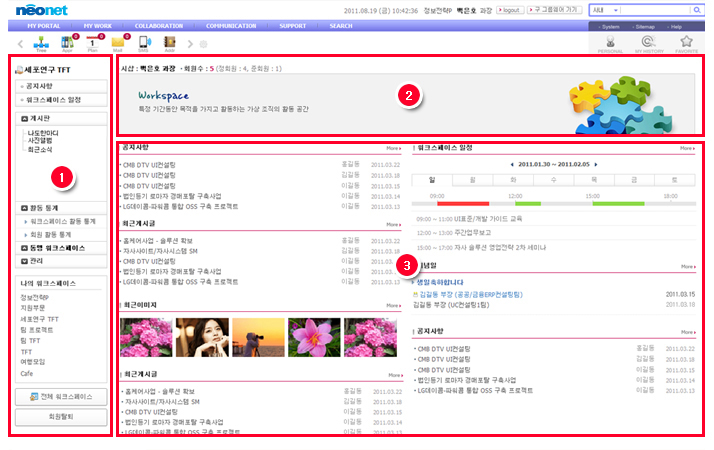 neonet
2011.08.19 (금) 10:42:36 정보전략P 백은호 과장 logout 구 그룹웨어 가기 사내
MY PORTAL MY WORK COLLABORATION COMMUNICATION SUPPORT SEARCH System Sitemap Help
Tree Appr 0 Plan 1 0 Mail 0 SMS Addr
PERSONAL MY HISTORY FAVORITE
세포연구 TFT
공지사항
워크스페이스 일정
게시판
나도한마디
사진앨범
최근소식
1
활동 통계
워크스페이스 활동 통계
회원 활동 통계
동맹 워크스페이스
관리
나의 워크스페이스
정보전략P
지원부문
세포연구 TFT
팀 프로젝트
팀 TFT
TFT
여행모임
Cafe
전체 워크스페이스
회원탈퇴
시삽 : 백은호 과장 · 회원수 : 5 (정회원 : 4, 준회원 : 1)
Workspace
특정 기간동안 목적을 가지고 활동하는 가상 조직의 활동 공간
2
공지사항 More
CMB DTV UI컨설팅 홍길동 2011.03.22
CMB DTV UI컨설팅 김길동 2011.03.18
CMB DTV UI컨설팅 이길동 2011.03.15
법인등기 로마자 경매포탈 구축사업 이길동 2011.03.14
LG데이콤-파워콤 통합 OSS 구축 프로젝트 이길동 2011.03.13
최근게시글 More
홈케어사업 - 솔루션 확보 홍길동 2011.03.22
자사사이트/자사시스템 SM 김길동 2011.03.18
CMB DTV UI컨설팅 이길동 2011.03.15
법인등기 로마자 경매포탈 구축사업 이길동 2011.03.14
LG데이콤-파워콤 통합 OSS 구축 프로젝트 이길동 2011.03.13
최근이미지 More
최근게시글 More
홈케어사업 - 솔루션 확보 홍길동 2011.03.22
자사사이트/자사시스템 SM 김길동 2011.03.18
CMB DTV UI컨설팅 이길동 2011.03.15
법인등기 로마자 경매포탈 구축사업 이길동 2011.03.14
LG데이콤-파워콤 통합 OSS 구축 프로젝트 이길동 2011.03.13
워크스페이스 일정 More
2011.01.30 ~ 2011.02.05
일 월 화 수 목 금 토
09:00 12:00 15:00 18:00
09:00 ~ 11:00 UI표준/개발 가이드 교육
12:00 ~ 13:00 주간업무보고
15:00 ~ 17:00 자사 솔루션 영업전략 2차 세미나
3
념일 More
생일축하합니다
김길동 부장 (공공/금융ERP컨설팅팀) 2011.03.15
김길동 부장 (UC컨설팅1팀) 2011.03.18
공지사항 More
CMB DTV UI컨설팅 홍길동 2011.03.22
CMB DTV UI컨설팅 김길동 2011.03.18
CMB DTV UI컨설팅 이길동 2011.03.15
법인등기 로마자 경매포탈 구축사업 이길동 2011.03.14
LG데이콤-파워콤 통합 OSS 구축 프로젝트 이길동 2011.03.13